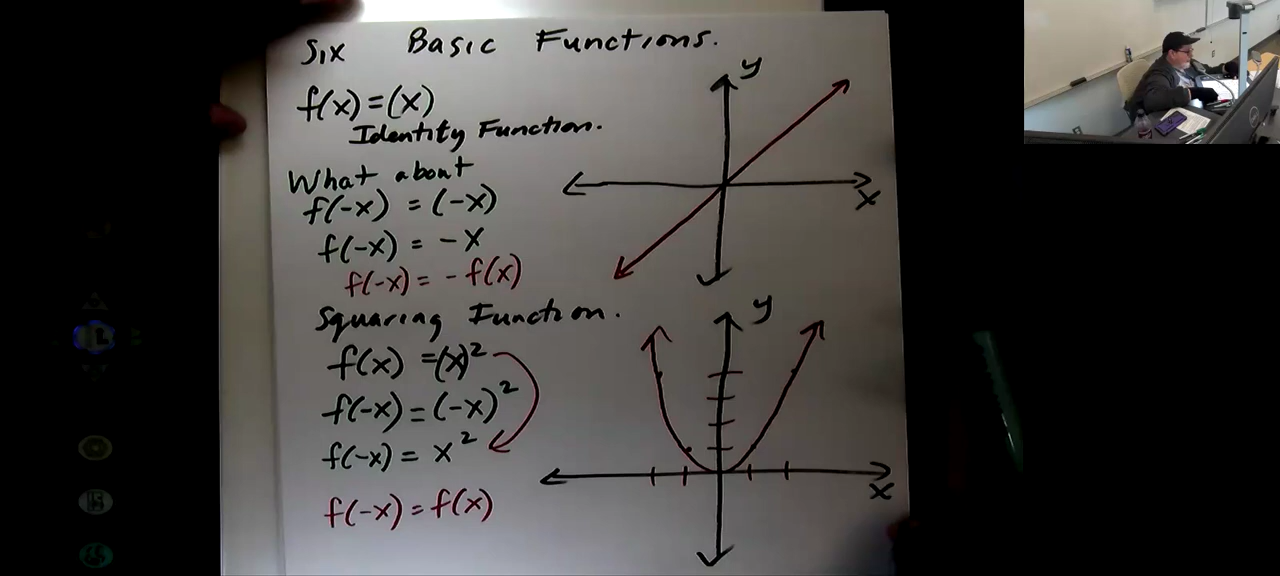 Six Basic Functions.
f(x)=(x)
Identity Function.
What about
f(-x) = (-x)
f(-x) = -x
f(-x) = - f(x)
Squaring Function.
f(x) =(x)²
f(-x) = (-x)²
f(-x) = x²
f(-x) = f(x)
y
x
y
x